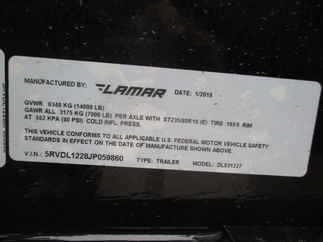 MANUFACTURED BY: LAMAR DATE: 1/2018
GVWR 6349 KG (14000 LB)
GAWR ALL 3175 KG (7000 LB) PER AXLE WITH ST235/80R16 (E) TIRE 16X6 RIM
AT 552 KPA (80 PSI) COLD INFL. PRESS.
THIS VEHICLE CONFORMS TO ALL APPLICABLE U.S. FEDERAL MOTOR VEHICLE SAFETY
STANDARDS IN EFFECT ON THE DATE OF MANUFACTURE SHOWN ABOVE.
V.I.N.: 5RVDL1228JP059860 TYPE: TRAILER MODEL: DL831227